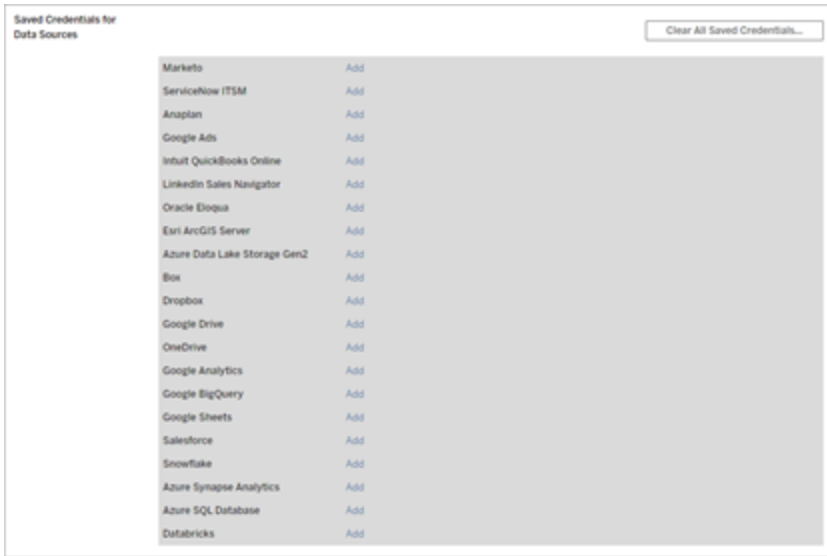 Saved Credentials for
Data Sources
Clear All Saved Credentials...
Marketo Add
ServiceNow ITSM Add
Anaplan Add
Google Ads Add
Intuit QuickBooks Online Add
LinkedIn Sales Navigator Add
Oracle Eloqua Add
Esri ArcGIS Server Add
Azure Data Lake Storage Gen2 Add
Box Add
Dropbox Add
Google Drive Add
OneDrive Add
Google Analytics Add
Google BigQuery Add
Google Sheets Add
Salesforce Add
Snowflake Add
Azure Synapse Analytics Add
Azure SQL Database Add
Databricks Add